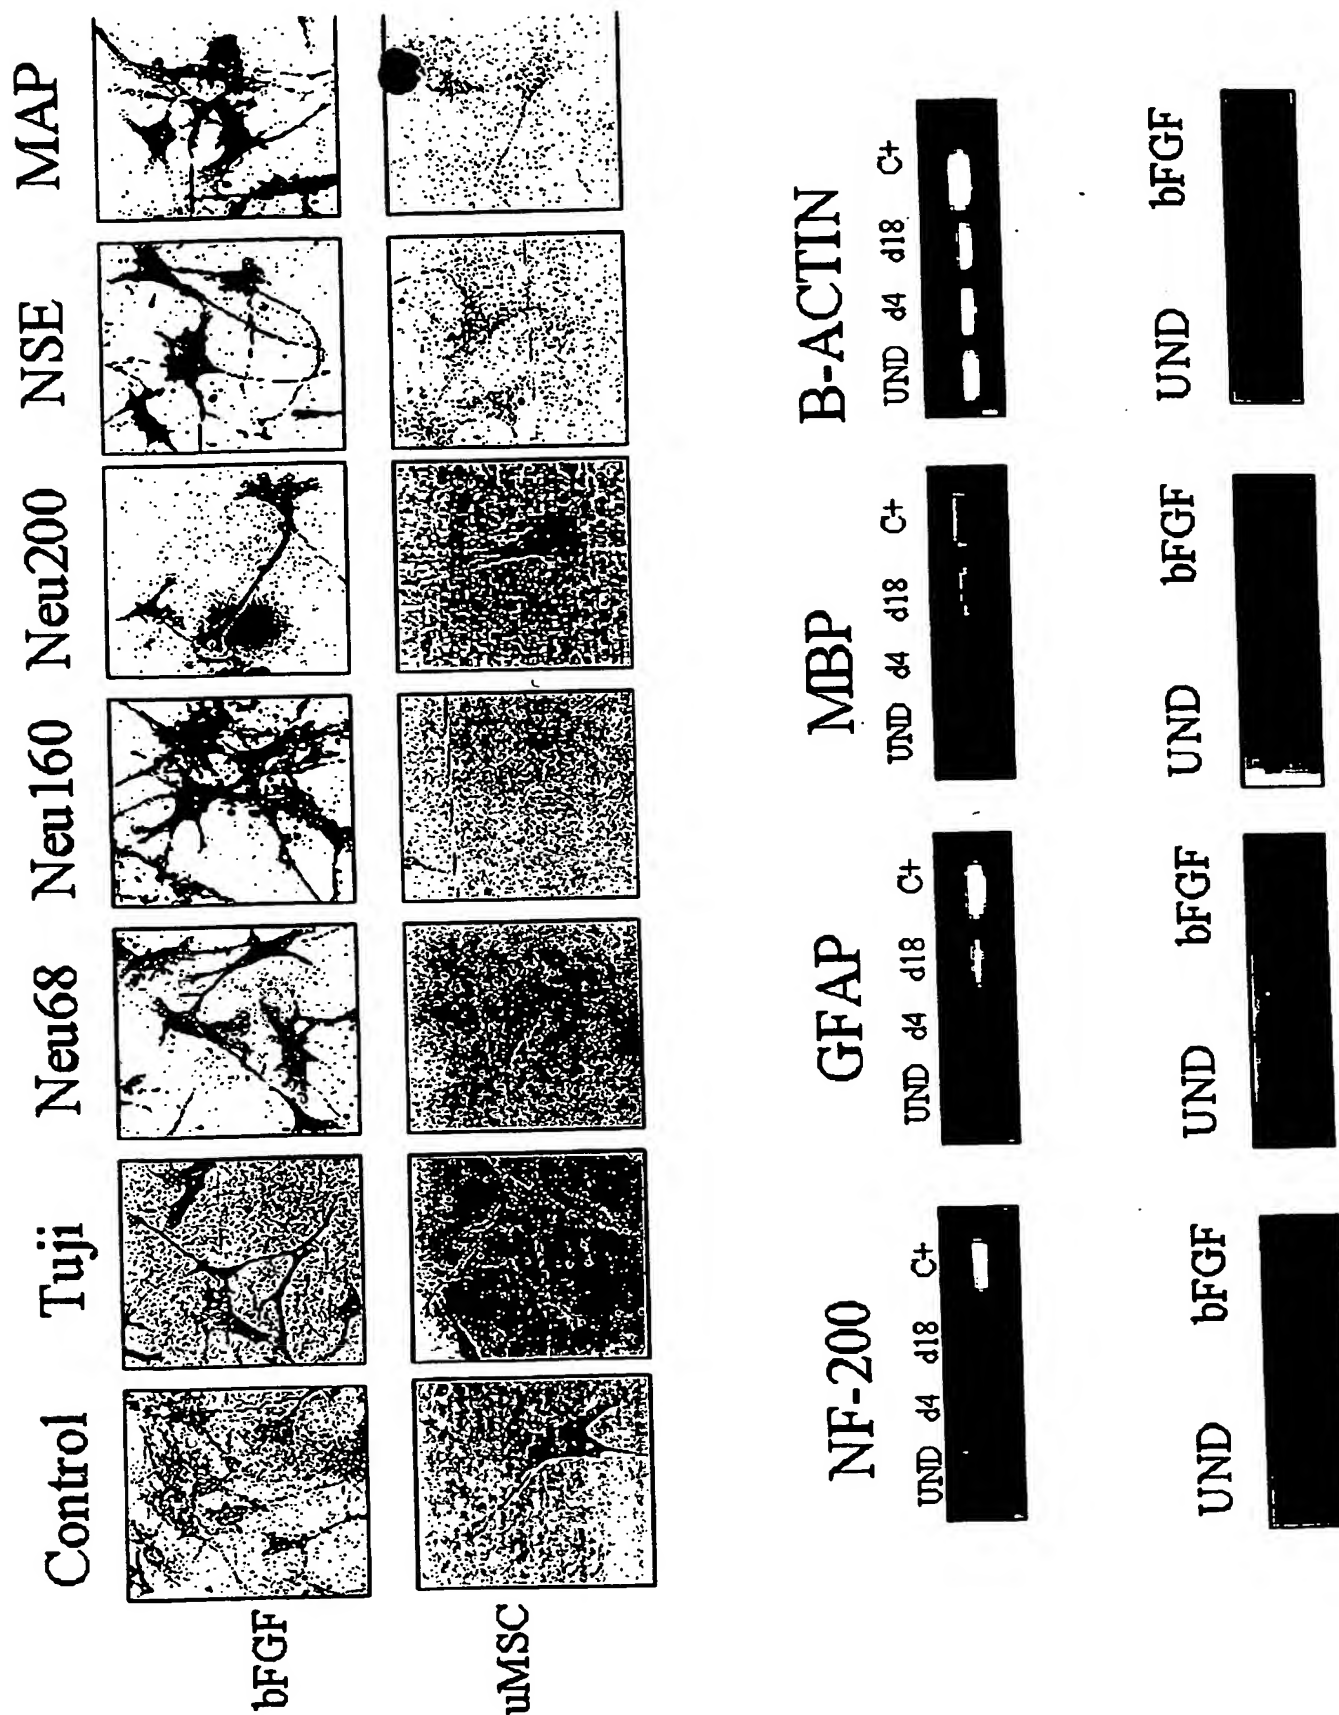 Control Tuji Neu68 Neu160 Neu200 NSE MAP
bFGF
uMSC
NF-200 GFAP MBP B-ACTIN
UND d4 d18 C+ UND d4 d18 C+ UND d4 d18 C+ UND d4 d18 C+
UND bFGF UND bFGF UND bFGF UND bFGF